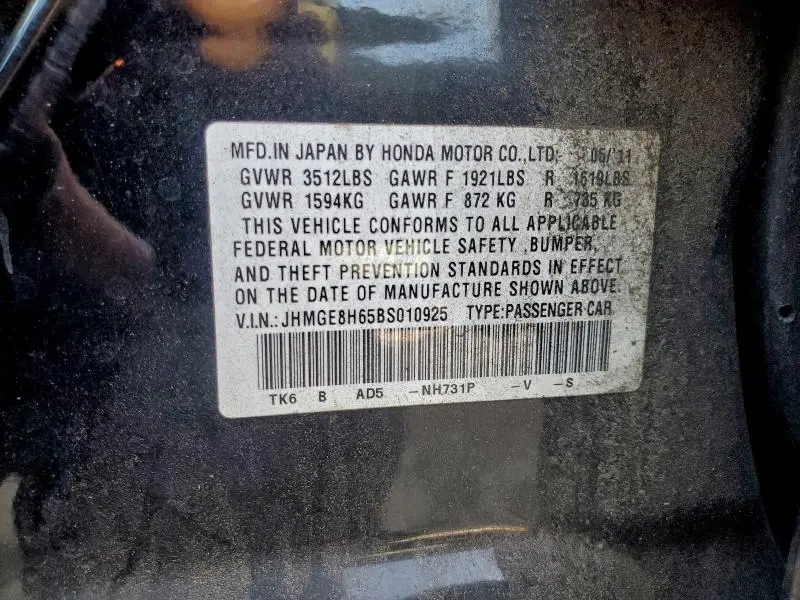 MFD.IN JAPAN BY HONDA MOTOR CO.,LTD. 05/'11
GVWR 3512LBS GAWR F 1921LBS R 1619LBS
GVWR 1594KG GAWR F 872 KG R 735 KG
THIS VEHICLE CONFORMS TO ALL APPLICABLE
FEDERAL MOTOR VEHICLE SAFETY ,BUMPER,
AND THEFT PREVENTION STANDARDS IN EFFECT
ON THE DATE OF MANUFACTURE SHOWN ABOVE.
V.I.N.: JHMGE8H65BS010925 TYPE:PASSENGER CAR
TK6 B AD5 -NH731P -V -S